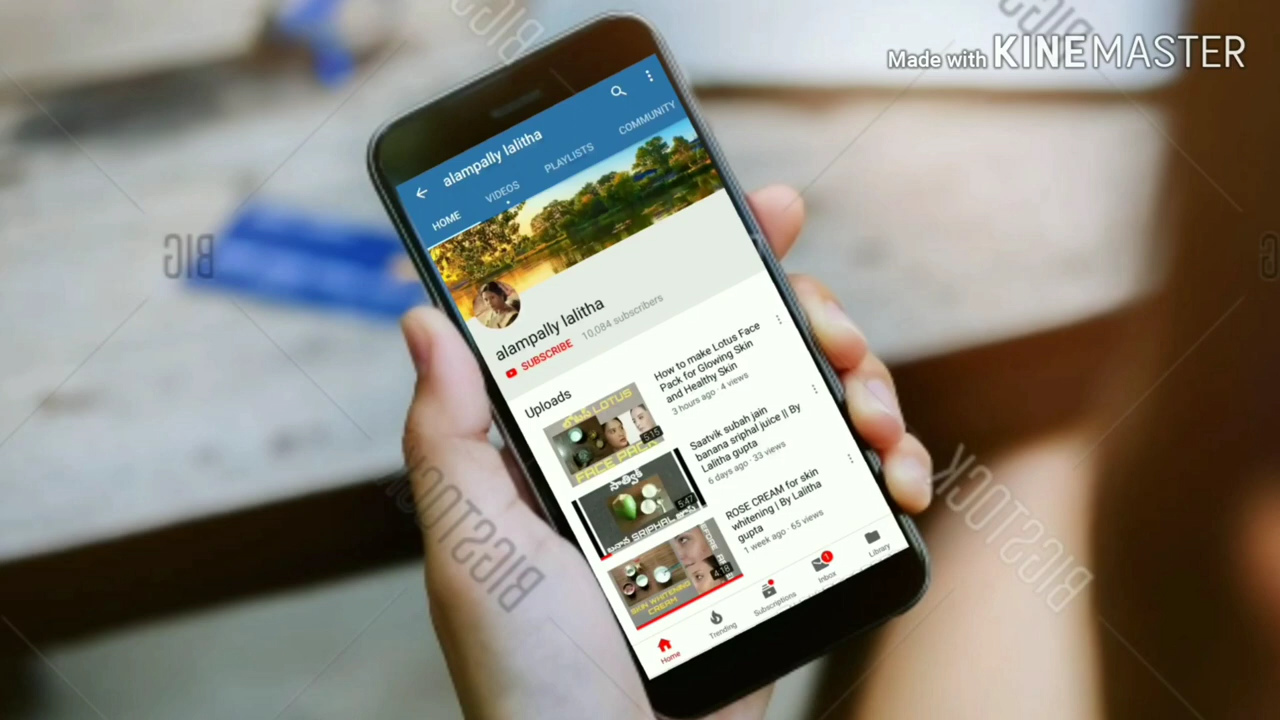 Made with KINEMASTER
BIGSTOCK
BIG
alampally lalitha
HOME VIDEOS PLAYLISTS COMMUNITY
alampally lalitha
SUBSCRIBE 10,084 subscribers
Uploads
LOTUS
FACE PACK
5:15
How to make Lotus Face
Pack for Glowing Skin
and Healthy Skin
3 hours ago · 4 views
SRIPHAL
5:47
Saatvik subah jain
banana sriphal juice || By
Lalitha gupta
6 days ago · 33 views
SKIN WHITENING
CREAM
4:18
ROSE CREAM for skin
whitening | By Lalitha
gupta
1 week ago · 65 views
Home Trending Subscriptions Inbox 1 Library
BIGSTOCK
BIGSTOCK